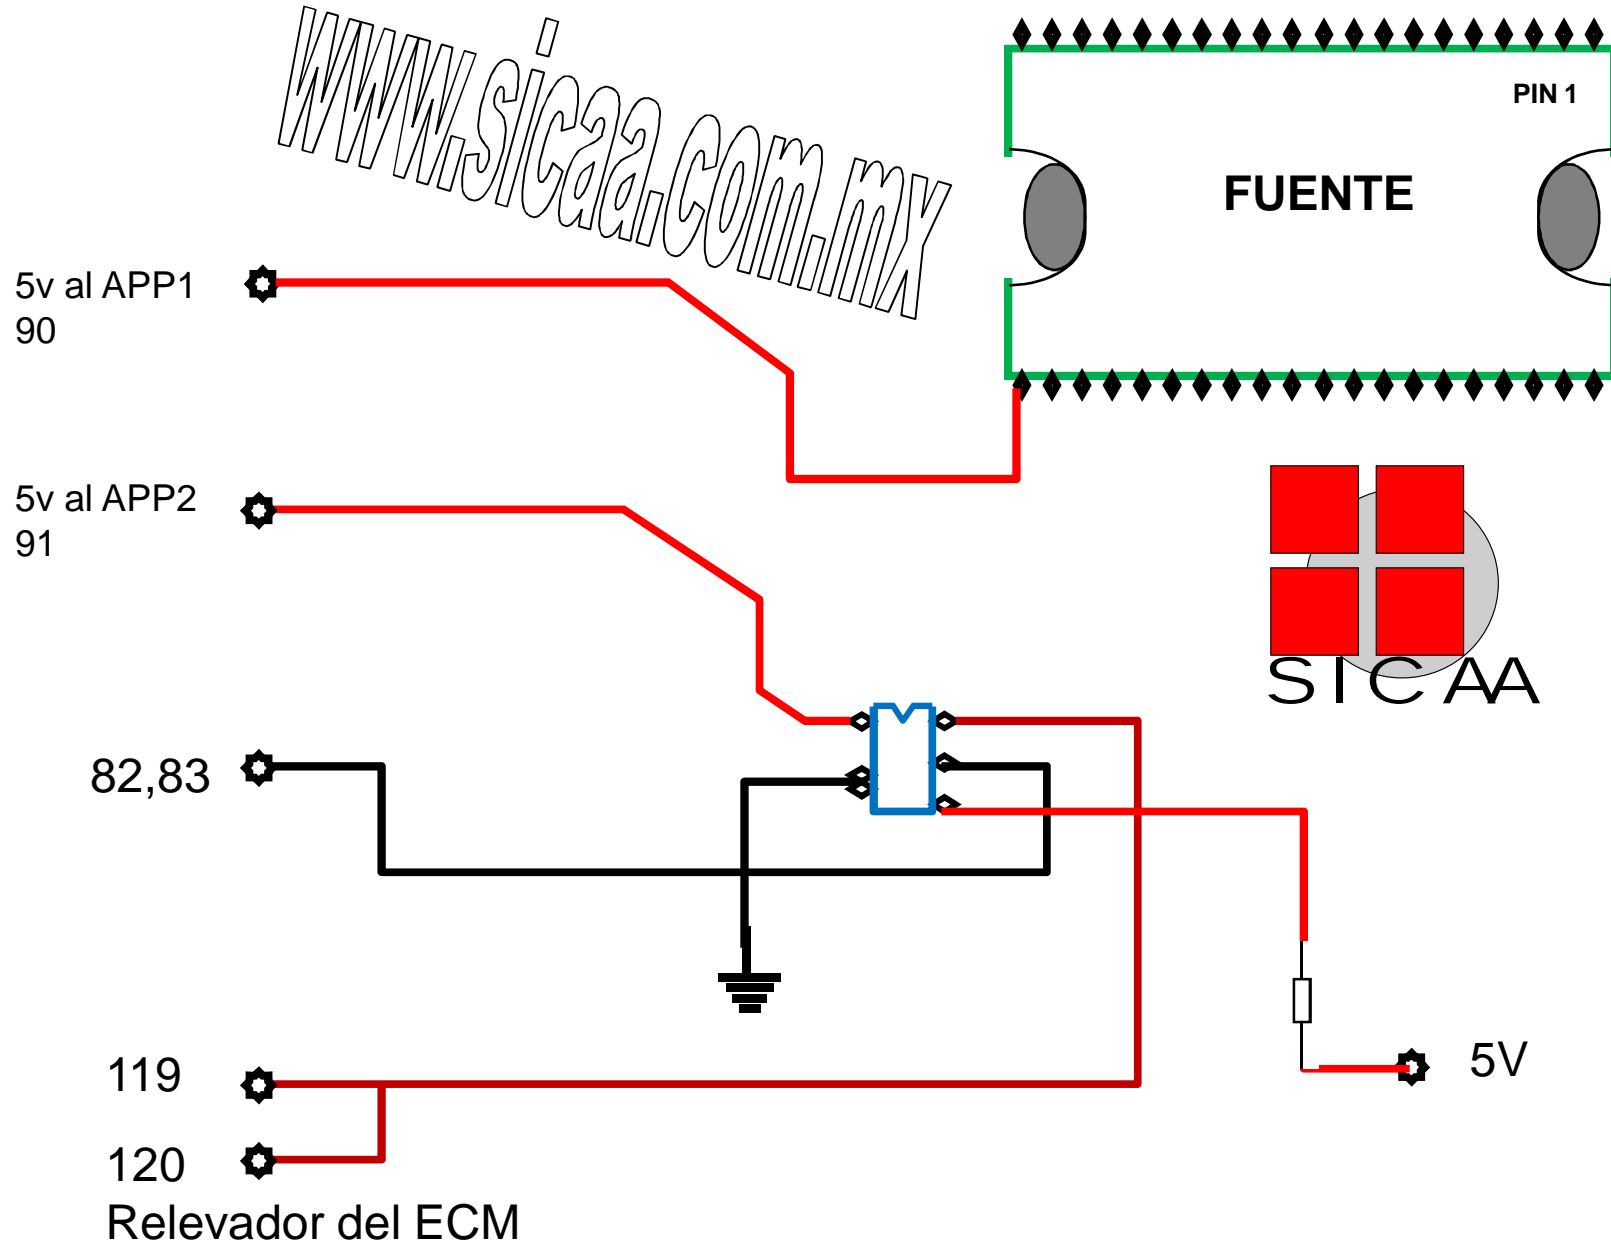 www.sicaa.com.mx
PIN 1
FUENTE
5v al APP1
90
5v al APP2
91
SICAA
82,83
119
5V
120
Relevador del ECM